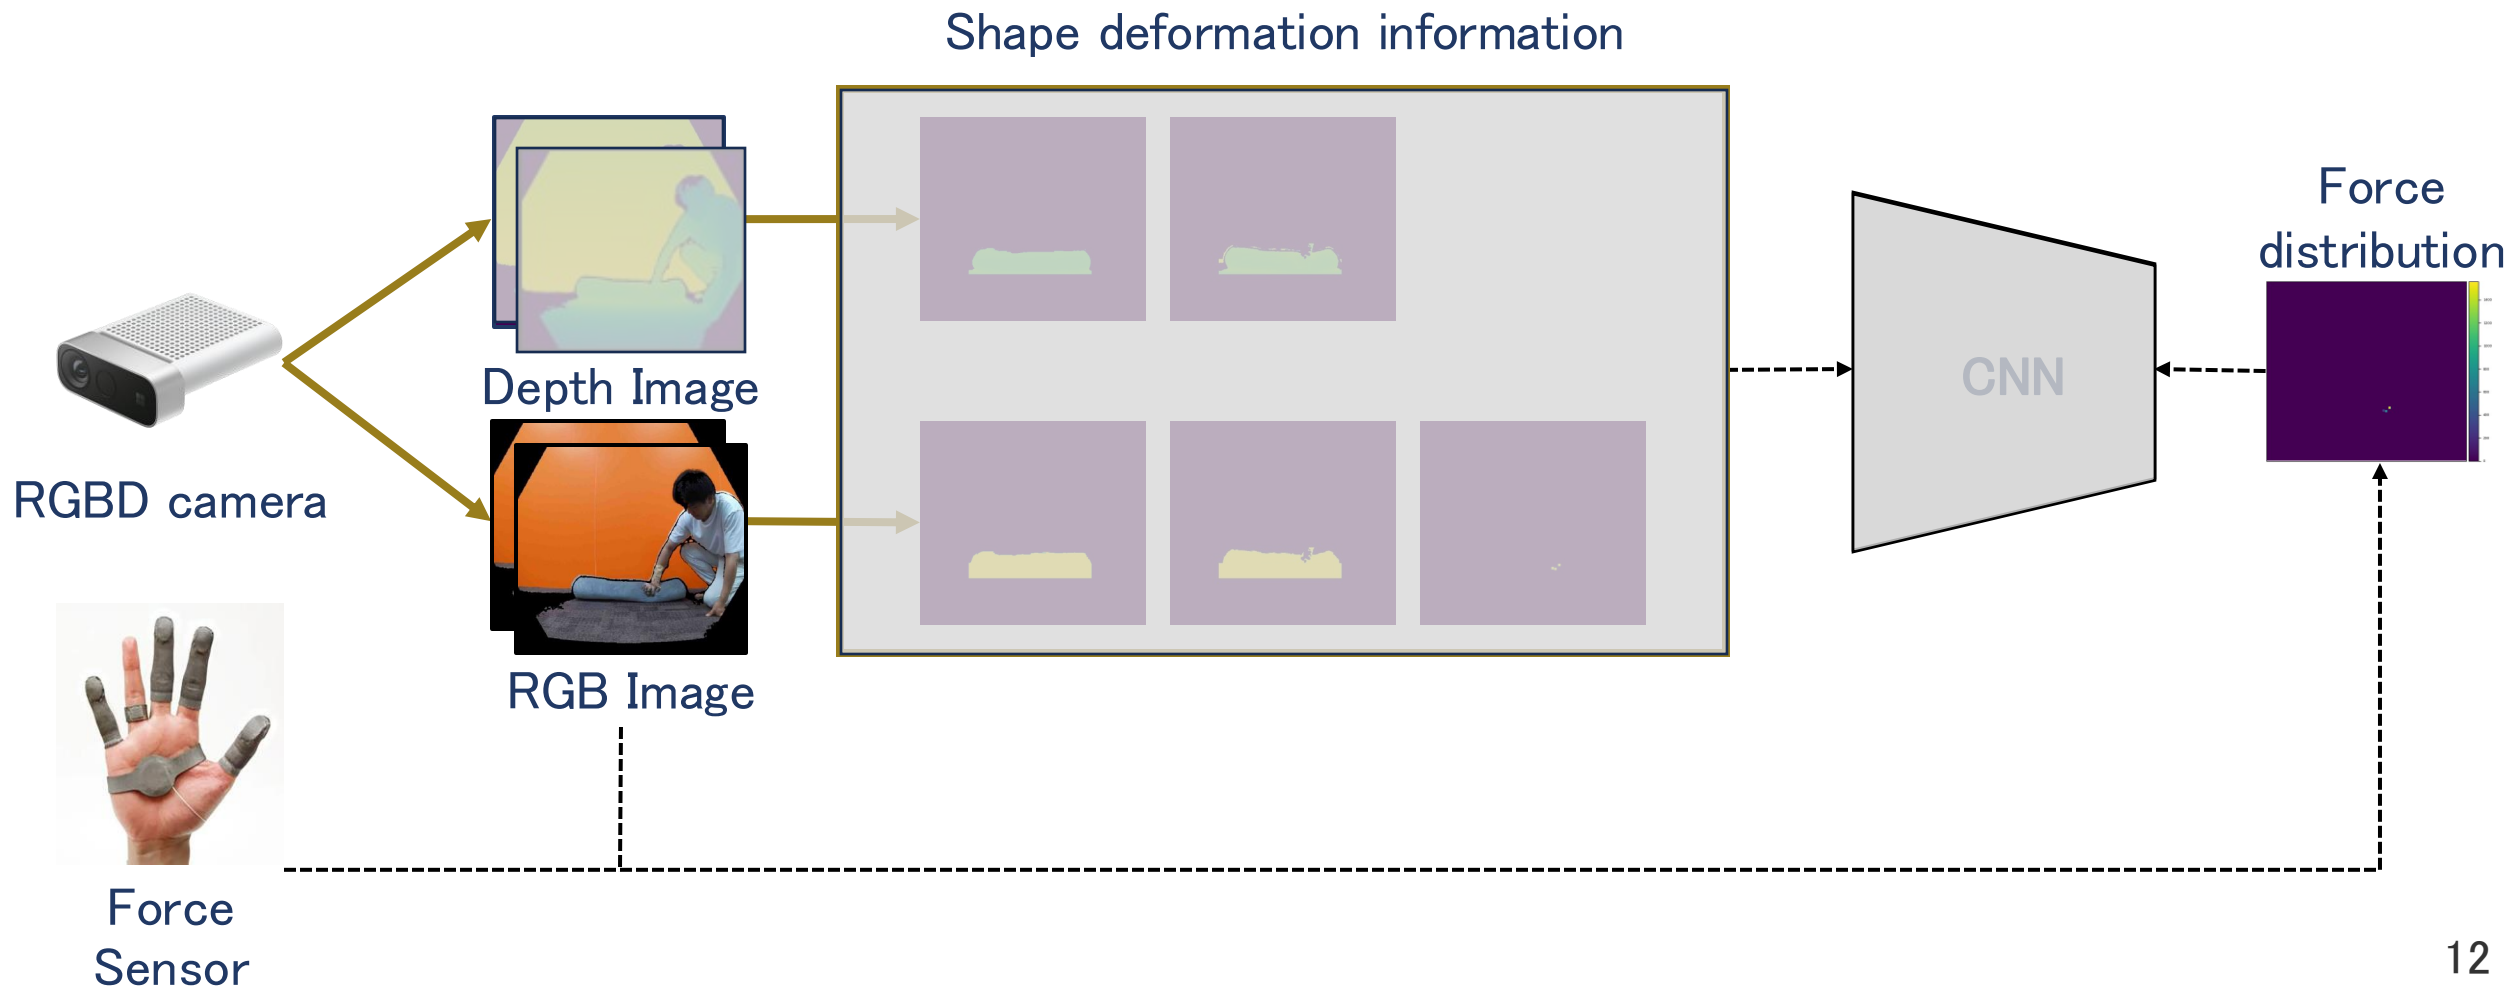 Shape deformation information
Depth Image
RGBD camera
RGB Image
CNN
Force
distribution
Force
Sensor
12